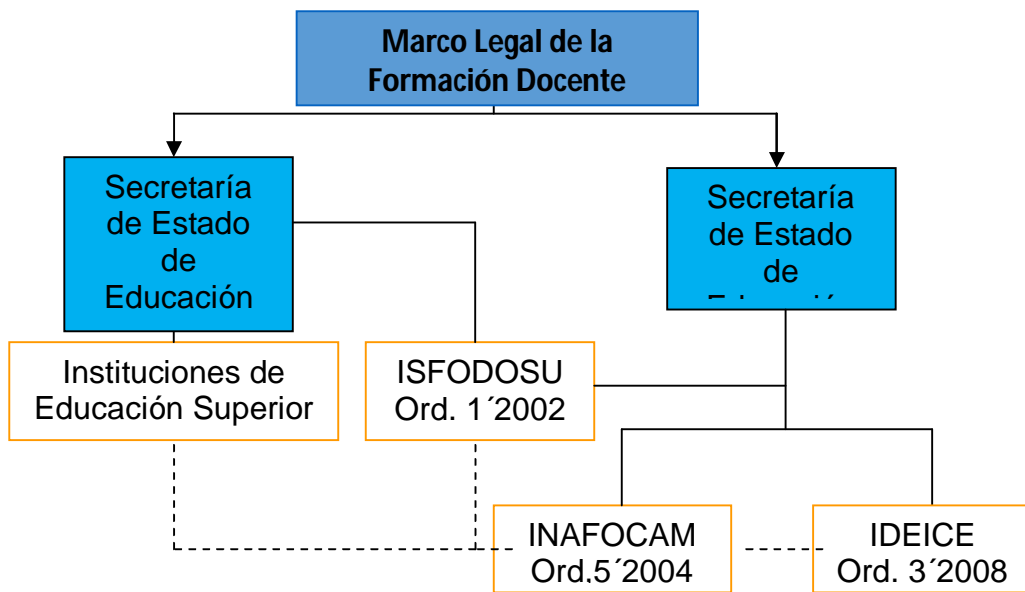 Marco Legal de la
Formación Docente
Secretaría
de Estado
de
Educación
Secretaría
de Estado
de
Instituciones de
Educación Superior
ISFODOSU
Ord. 1´2002
INAFOCAM
Ord.5´2004
IDEICE
Ord. 3´2008